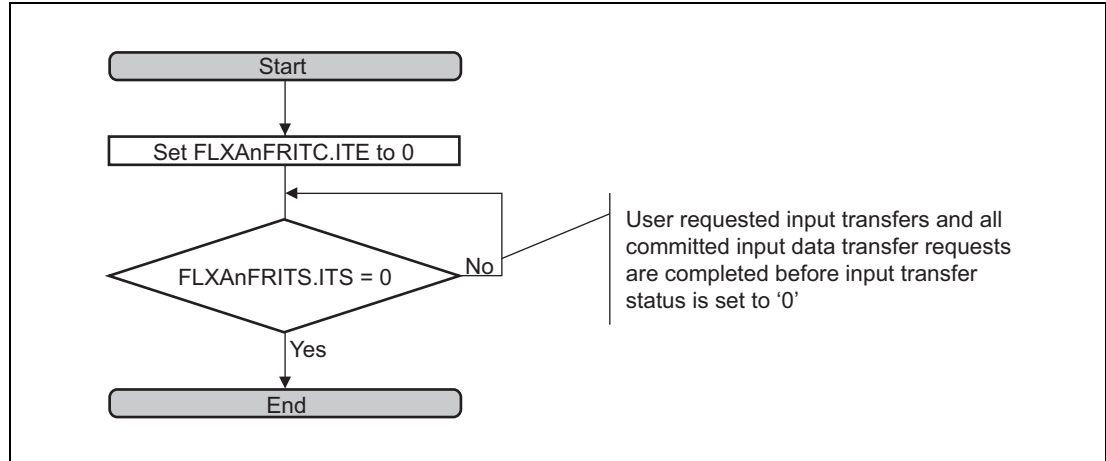 Start
Set FLXAnFRITC.ITE to 0
FLXAnFRITS.ITS = 0
No
User requested input transfers and all
committed input data transfer requests
are completed before input transfer
status is set to ‘0’
Yes
End